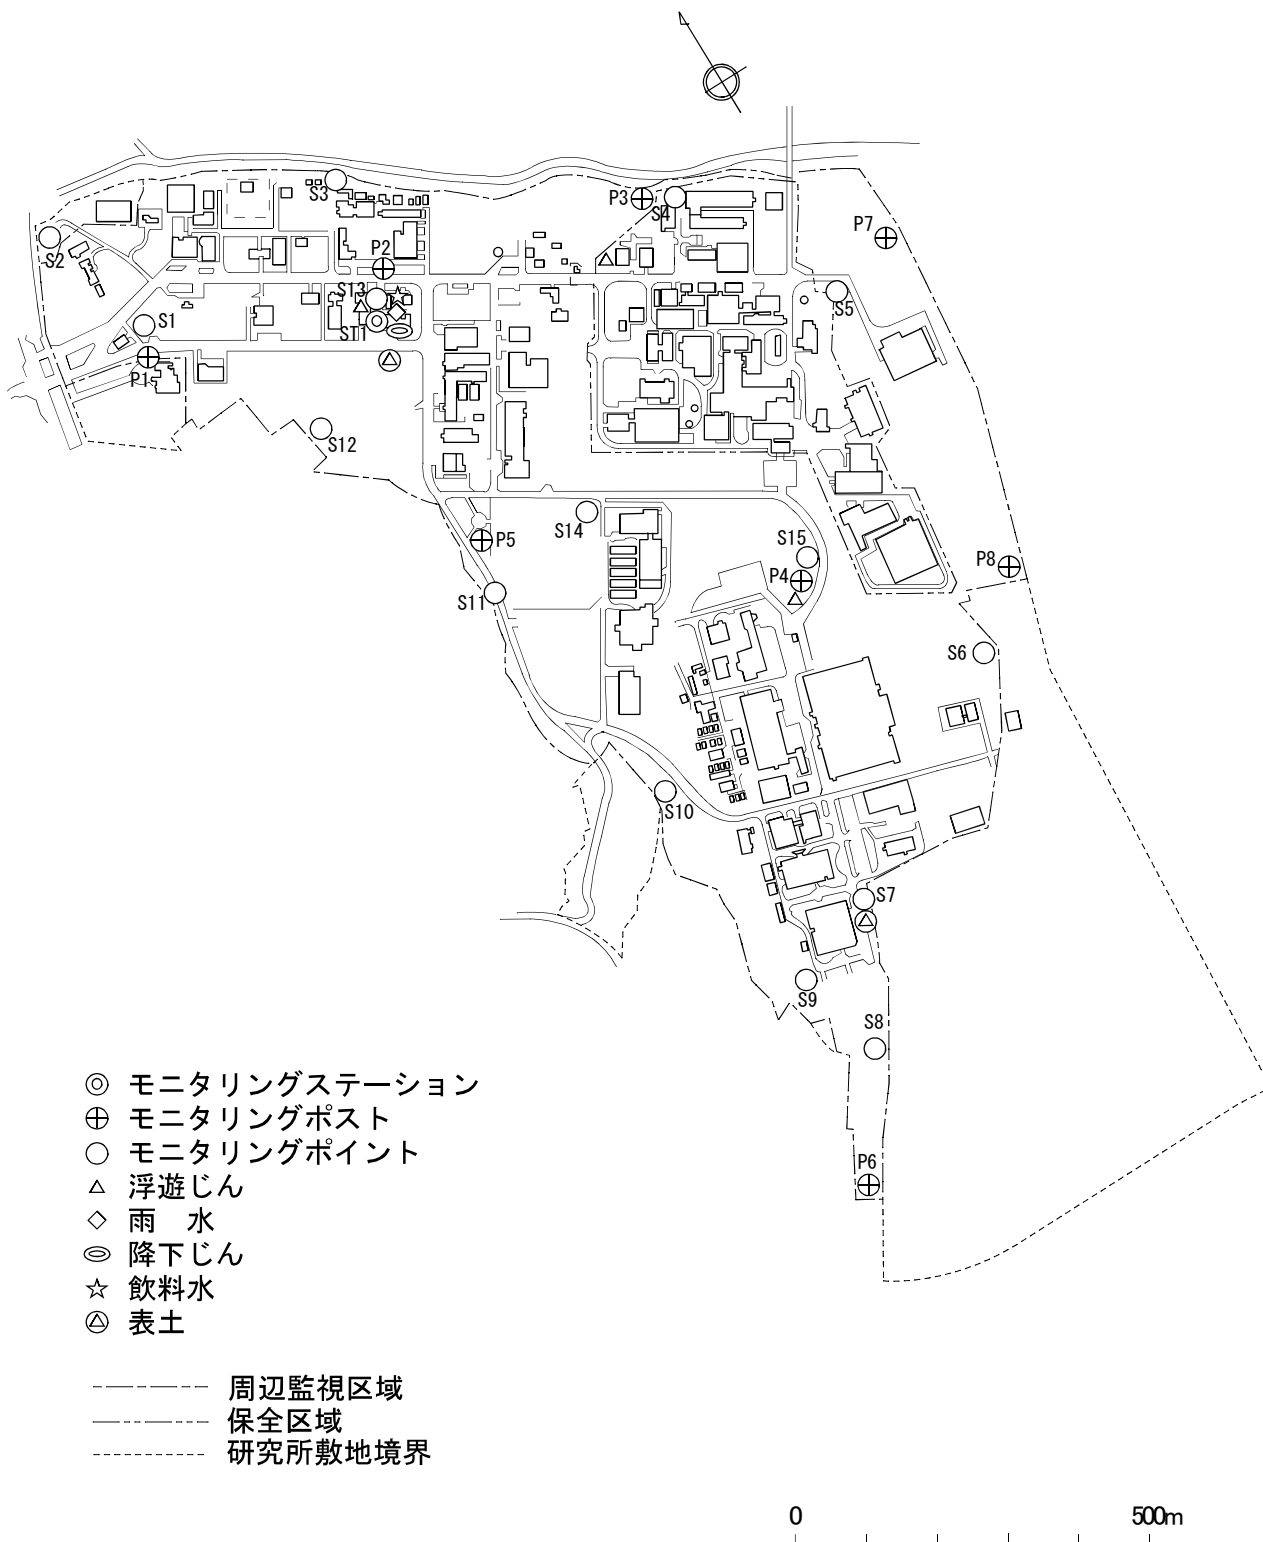 S3
P3
S4
P7
S2
P2
S13
S5
S1
ST1
P1
S12
P5
S14
S15
P8
P4
S11
S6
S10
S7
S9
S8
P6
モニタリングステーション
モニタリングポスト
モニタリングポイント
浮遊じん
雨 水
降下じん
飲料水
表土
周辺監視区域
保全区域
研究所敷地境界
0 500m